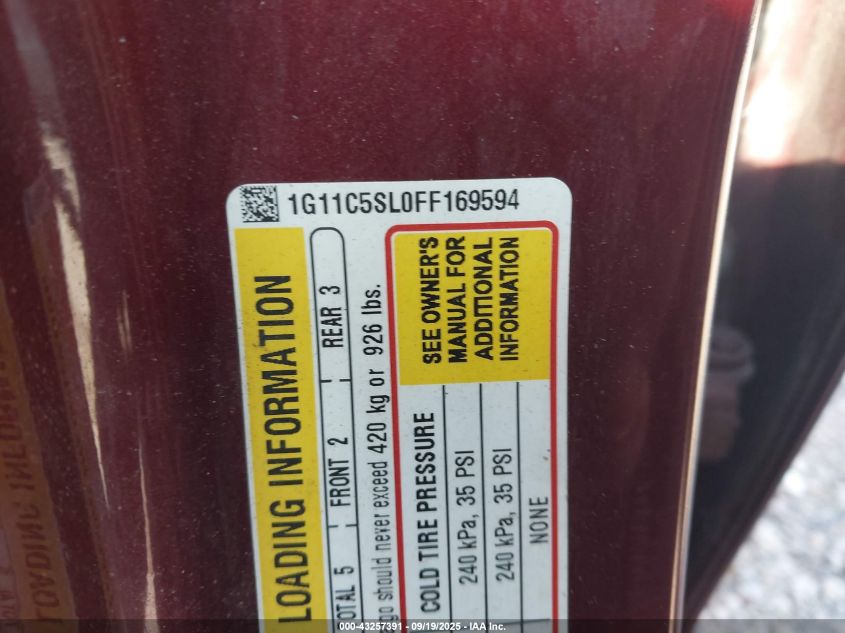 1G11C5SL0FF169594
LOADING INFORMATION
TOTAL 5 FRONT 2 REAR 3
should never exceed 420 kg or 926 lbs.
COLD TIRE PRESSURE
240 kPa, 35 PSI
240 kPa, 35 PSI
NONE
SEE OWNER'S
MANUAL FOR
ADDITIONAL
INFORMATION
000-43257391 - 09/19/2025 - IAA Inc.